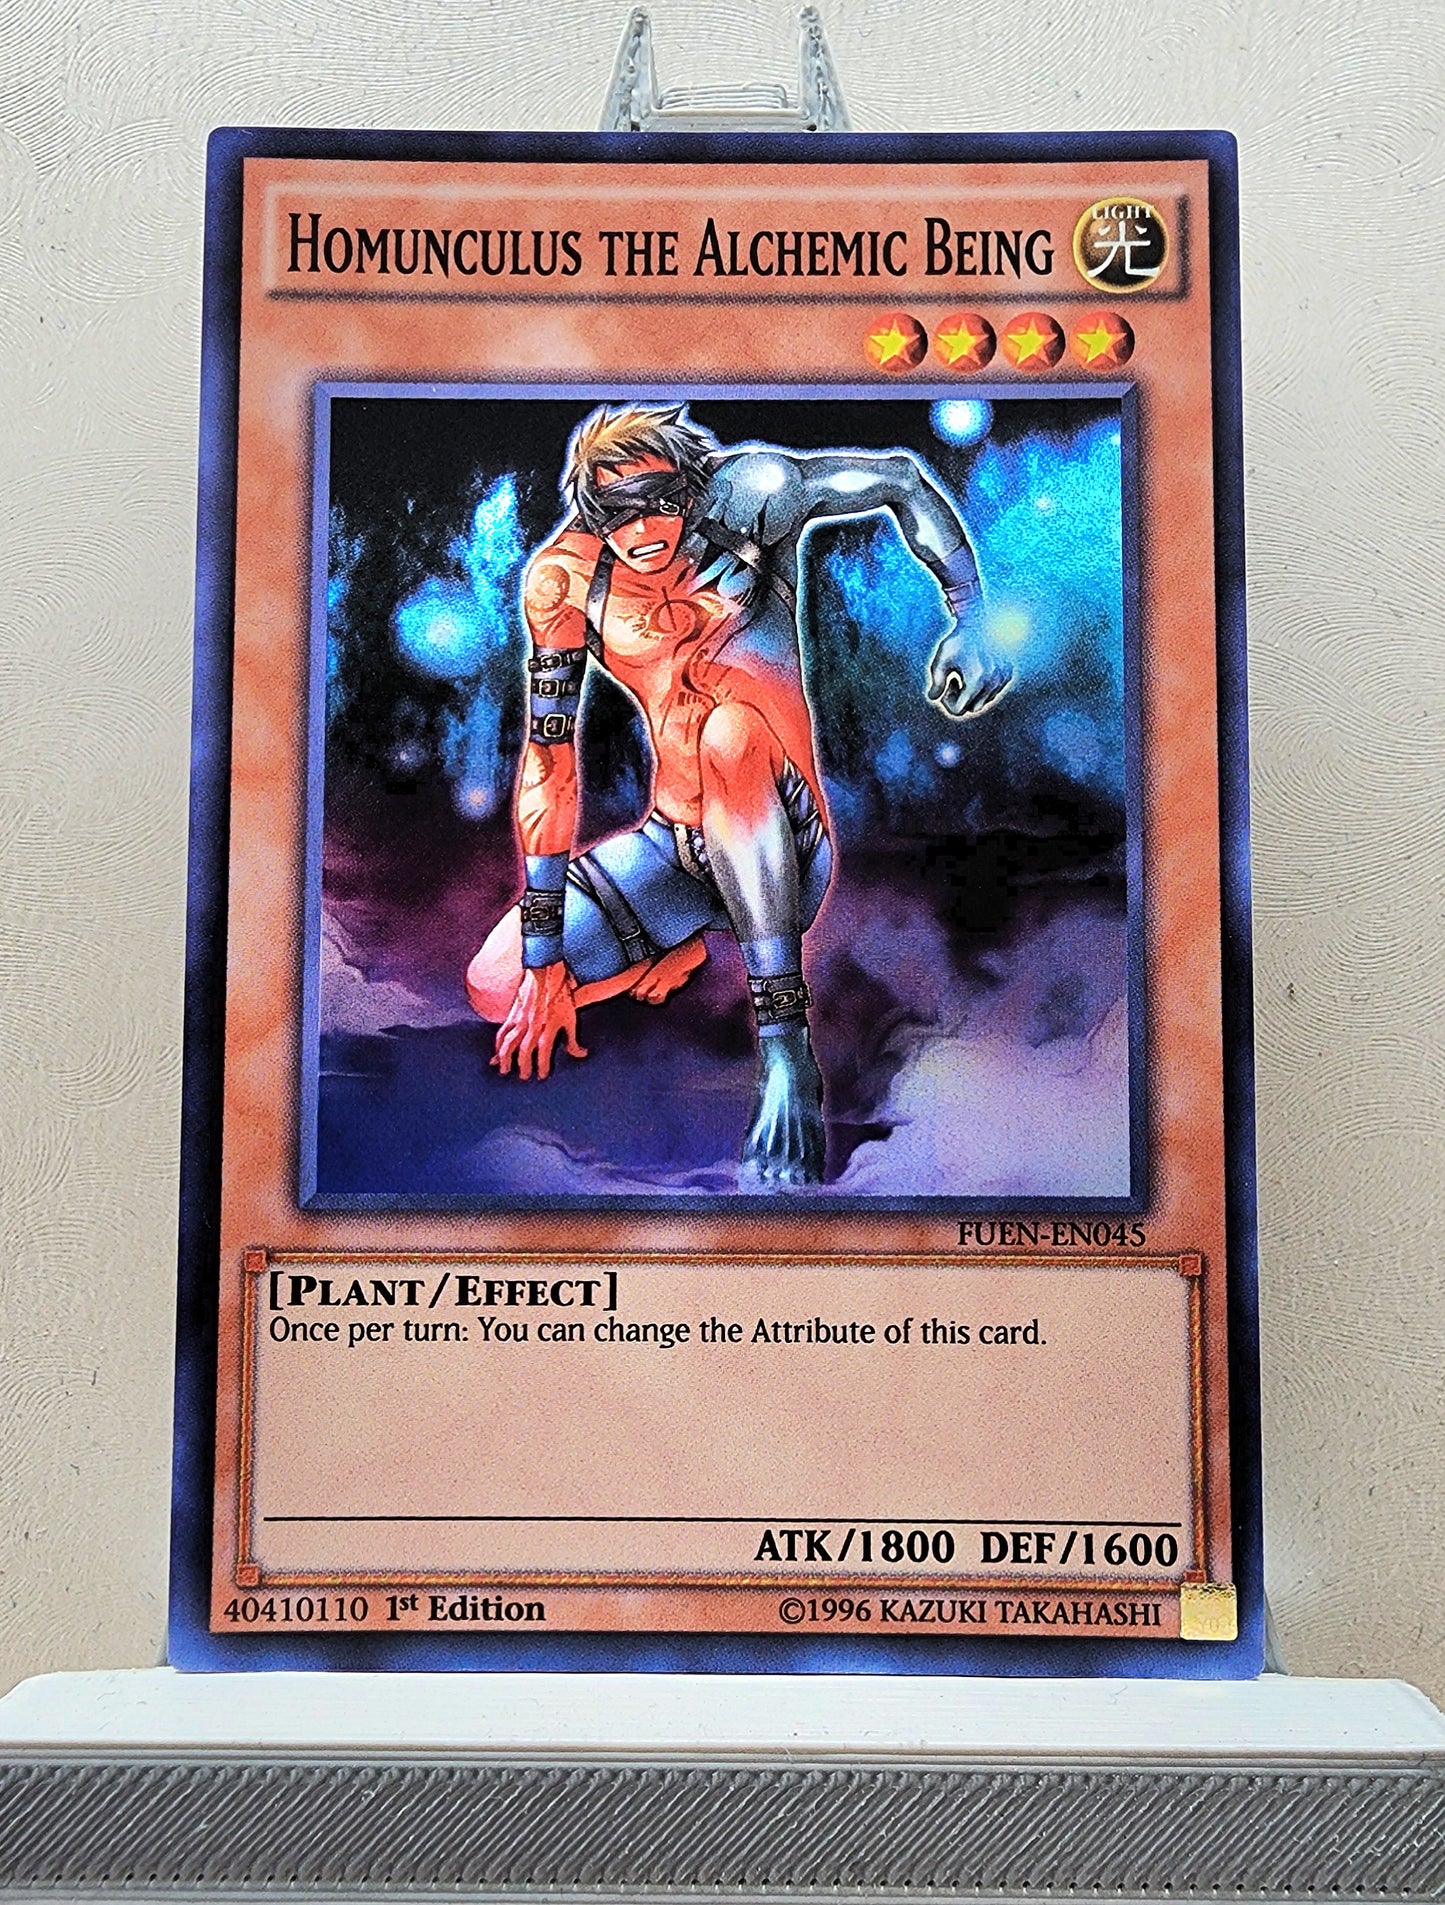 HOMUNCULUS THE ALCHEMIC BEING
LIGHT
光
FUEN-EN045
[PLANT/EFFECT]
Once per turn: You can change the Attribute of this card.
ATK/1800 DEF/1600
40410110 1st Edition ©1996 KAZUKI TAKAHASHI